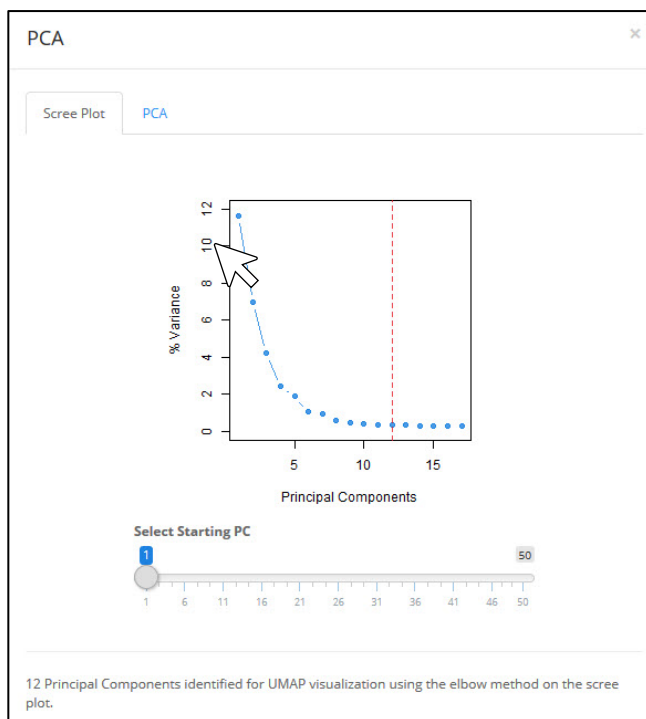 PCA
×
Scree Plot
PCA
12
10
8
6
4
2
0
% Variance
5 10 15
Principal Components
Select Starting PC
1 50
1 6 11 16 21 26 31 36 41 46 50
12 Principal Components identified for UMAP visualization using the elbow method on the scree
plot.